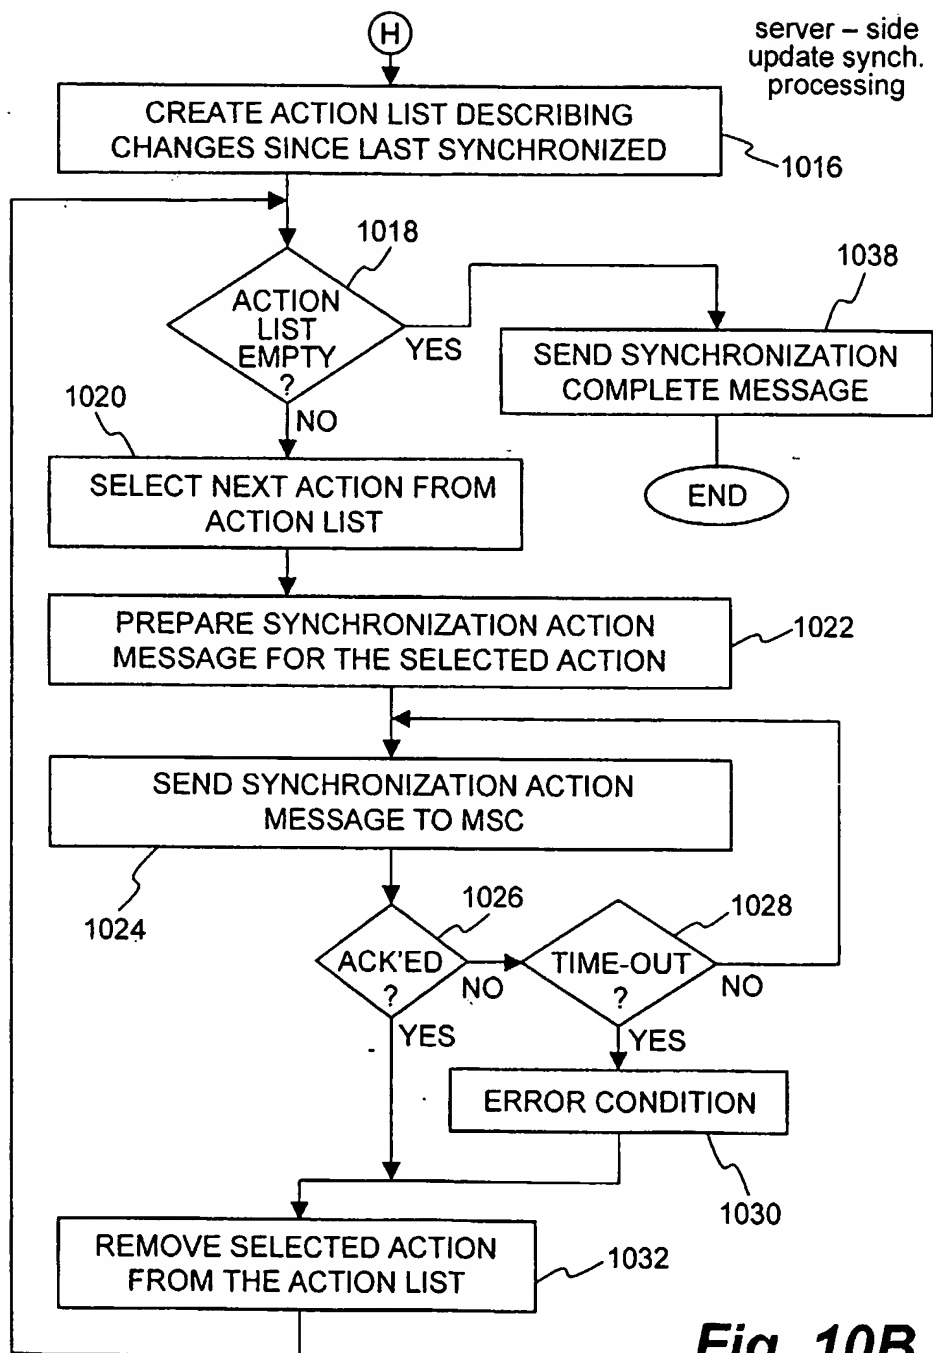 H
server – side
update synch.
processing
CREATE ACTION LIST DESCRIBING
CHANGES SINCE LAST SYNCHRONIZED
1016
1018
ACTION
LIST
EMPTY
?
YES
NO
1038
SEND SYNCHRONIZATION
COMPLETE MESSAGE
END
1020
SELECT NEXT ACTION FROM
ACTION LIST
PREPARE SYNCHRONIZATION ACTION
MESSAGE FOR THE SELECTED ACTION
1022
SEND SYNCHRONIZATION ACTION
MESSAGE TO MSC
1024
1026
ACK'ED
?
NO
YES
1028
TIME-OUT
?
NO
YES
ERROR CONDITION
1030
REMOVE SELECTED ACTION
FROM THE ACTION LIST
1032
Fig. 10B